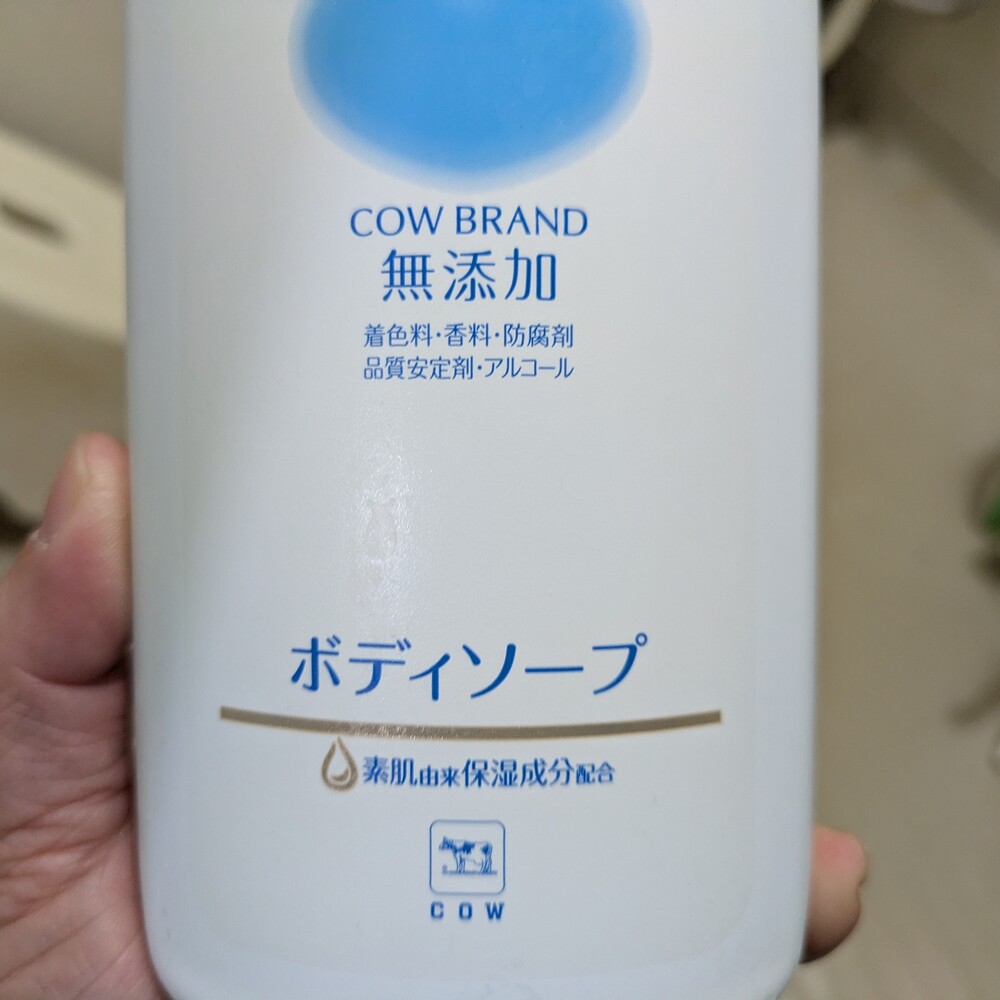 COW BRAND
無添加
着色料・香料・防腐剤
品質安定剤・アルコール
ボディソープ
素肌由来保湿成分配合
COW